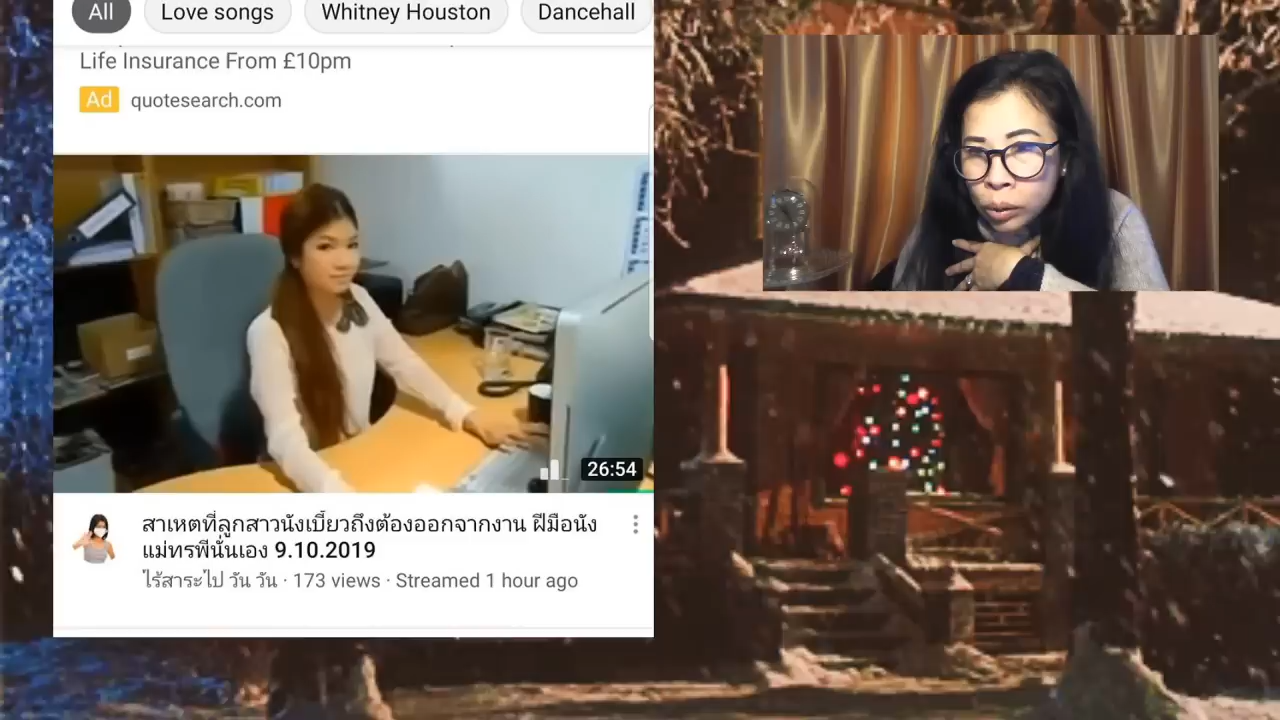 All Love songs Whitney Houston Dancehall
Life Insurance From £10pm
Ad quotesearch.com
26:54
สาเหตที่ลูกสาวนังเบี้ยวถึงต้องออกจากงาน ฝีมือนัง
แม่ทรพีนั่นเอง 9.10.2019
ไร้สาระไป วัน วัน · 173 views · Streamed 1 hour ago